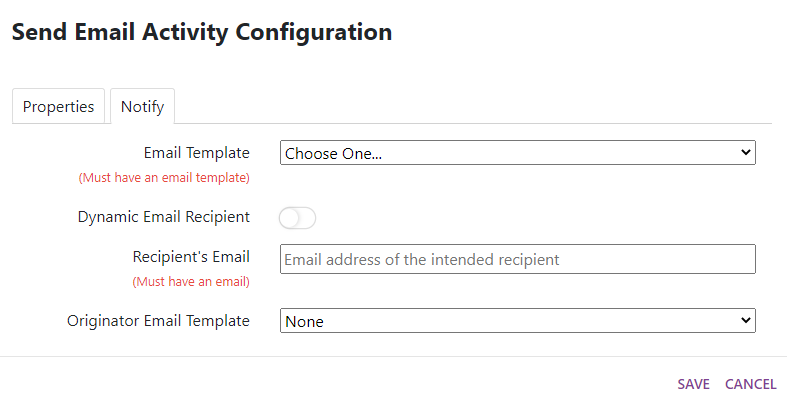 Send Email Activity Configuration
Properties
Notify
Email Template
Choose One...
(Must have an email template)
Dynamic Email Recipient
Recipient's Email
Email address of the intended recipient
(Must have an email)
Originator Email Template
None
SAVE
CANCEL